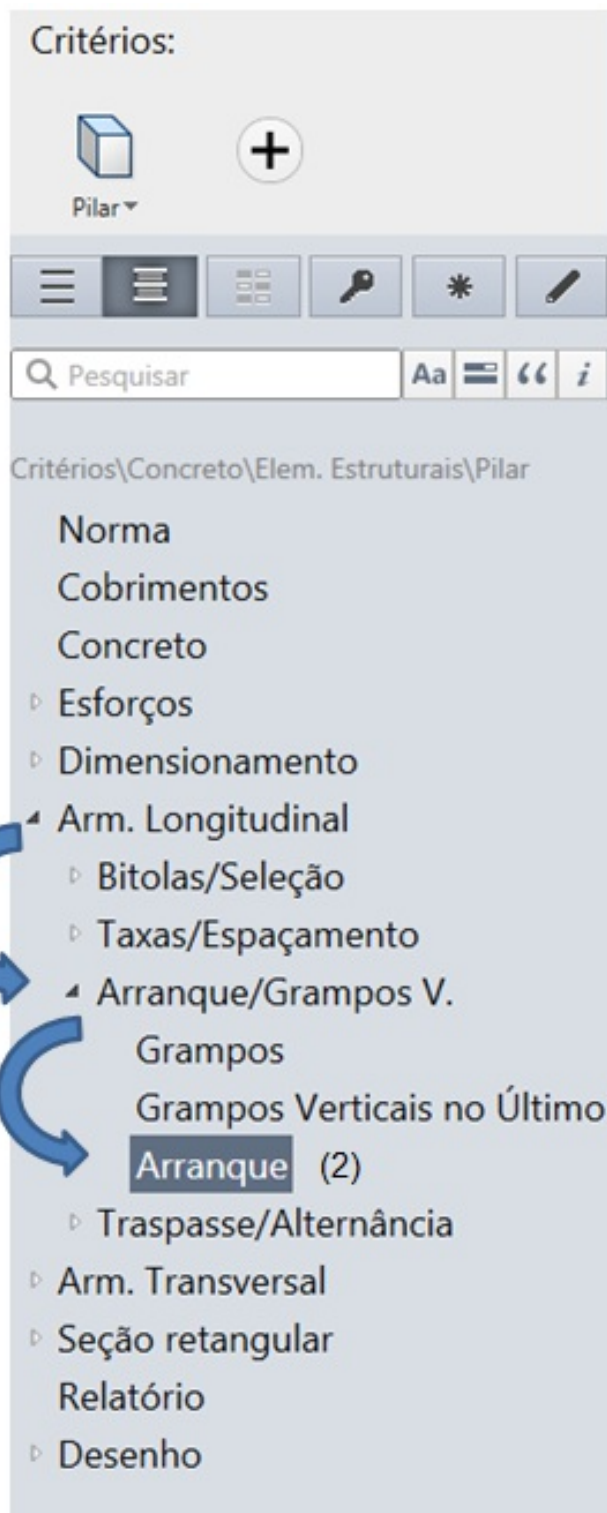 Critérios:
Pilar
Pesquisar Aa “ i
Critérios\Concreto\Elem. Estruturais\Pilar
Norma
Cobrimentos
Concreto
Esforços
Dimensionamento
Arm. Longitudinal
Bitolas/Seleção
Taxas/Espaçamento
Arranque/Grampos V.
Grampos
Grampos Verticais no Último
Arranque (2)
Traspasse/Alternância
Arm. Transversal
Seção retangular
Relatório
Desenho